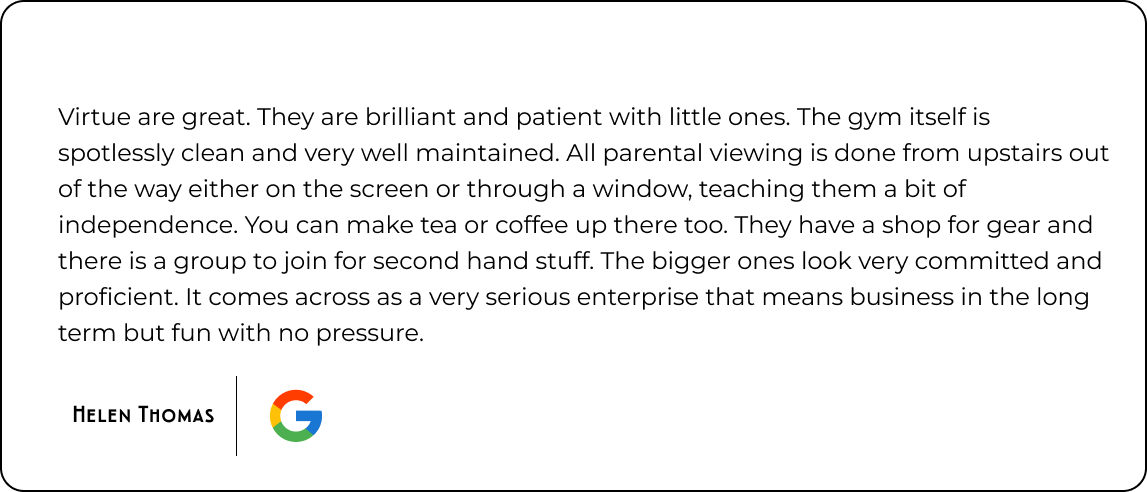 Virtue are great. They are brilliant and patient with little ones. The gym itself is
spotlessly clean and very well maintained. All parental viewing is done from upstairs out
of the way either on the screen or through a window, teaching them a bit of
independence. You can make tea or coffee up there too. They have a shop for gear and
there is a group to join for second hand stuff. The bigger ones look very committed and
proficient. It comes across as a very serious enterprise that means business in the long
term but fun with no pressure.
Helen Thomas